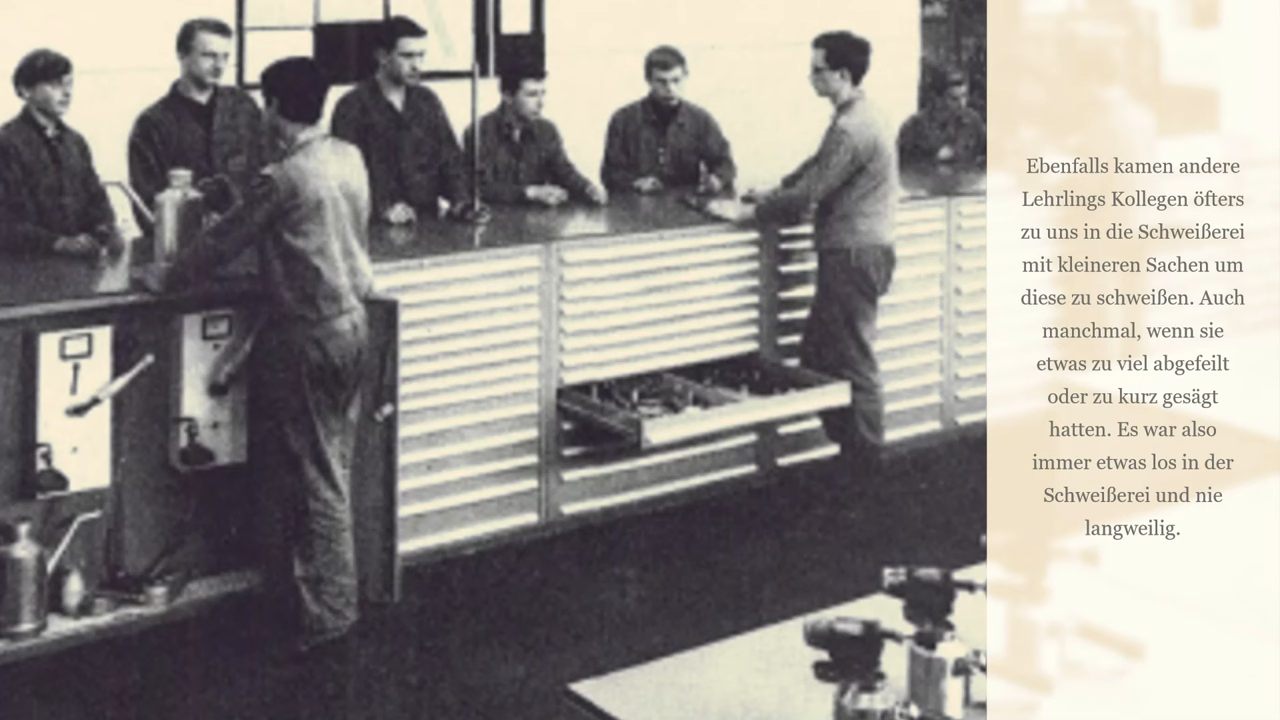 Ebenfalls kamen andere
Lehrlings Kollegen öfters
zu uns in die Schweißerei
mit kleineren Sachen um
diese zu schweißen. Auch
manchmal, wenn sie
etwas zu viel abgefeilt
oder zu kurz gesägt
hatten. Es war also
immer etwas los in der
Schweißerei und nie
langweilig.